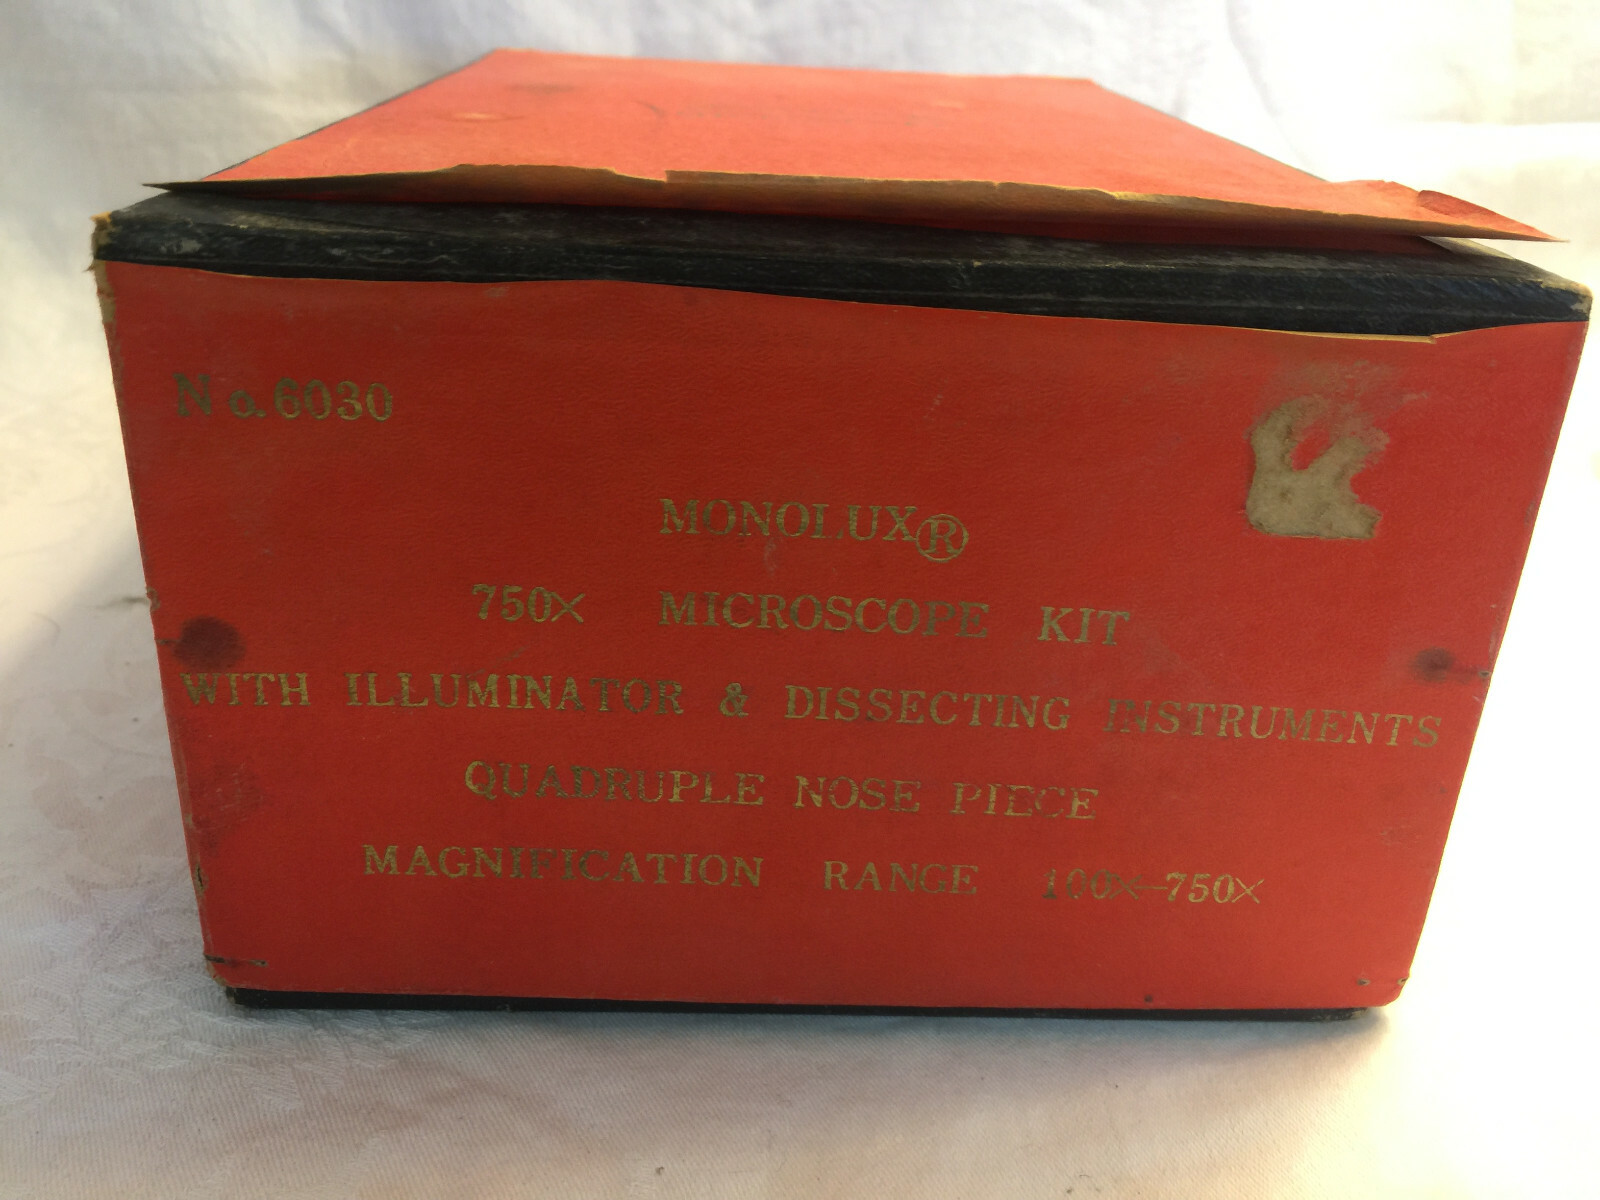 No. 6030
MONOLUX®
750× MICROSCOPE KIT
WITH ILLUMINATOR & DISSECTING INSTRUMENTS
QUADRUPLE NOSE PIECE
MAGNIFICATION RANGE 100×-750×